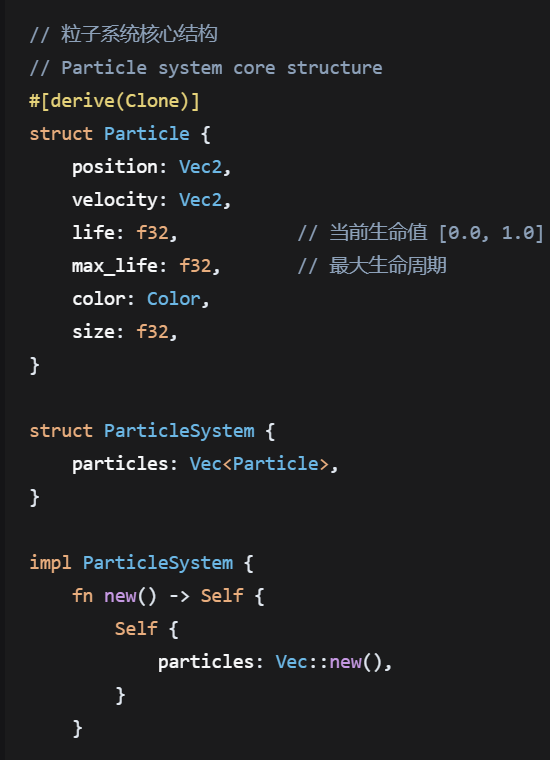 // 粒子系统核心结构
// Particle system core structure
#[derive(Clone)]
struct Particle {
    position: Vec2,
    velocity: Vec2,
    life: f32,           // 当前生命值 [0.0, 1.0]
    max_life: f32,       // 最大生命周期
    color: Color,
    size: f32,
}

struct ParticleSystem {
    particles: Vec<Particle>,
}

impl ParticleSystem {
    fn new() -> Self {
        Self {
            particles: Vec::new(),
        }
    }